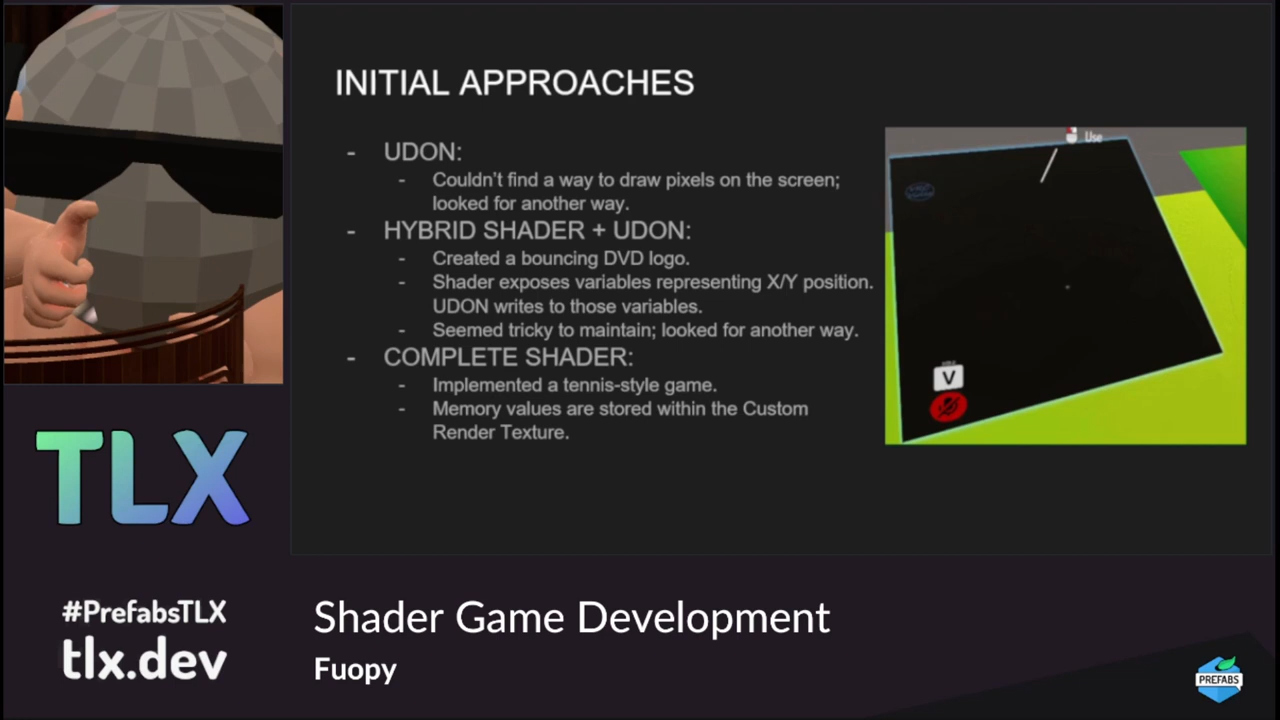 INITIAL APPROACHES
- UDON:
- Couldn't find a way to draw pixels on the screen;
looked for another way.
- HYBRID SHADER + UDON:
- Created a bouncing DVD logo.
- Shader exposes variables representing X/Y position.
UDON writes to those variables.
- Seemed tricky to maintain; looked for another way.
- COMPLETE SHADER:
- Implemented a tennis-style game.
- Memory values are stored within the Custom
Render Texture.
Use
V
TLX
#PrefabsTLX
tlx.dev
Shader Game Development
Fuopy
PREFABS